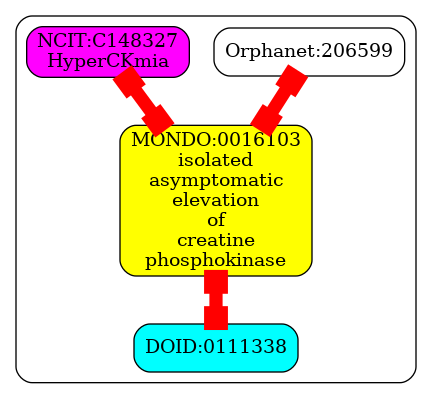 NCIT:C148327
HyperCKmia
Orphanet:206599
MONDO:0016103
isolated
asymptomatic
elevation
of
creatine
phosphokinase
DOID:0111338